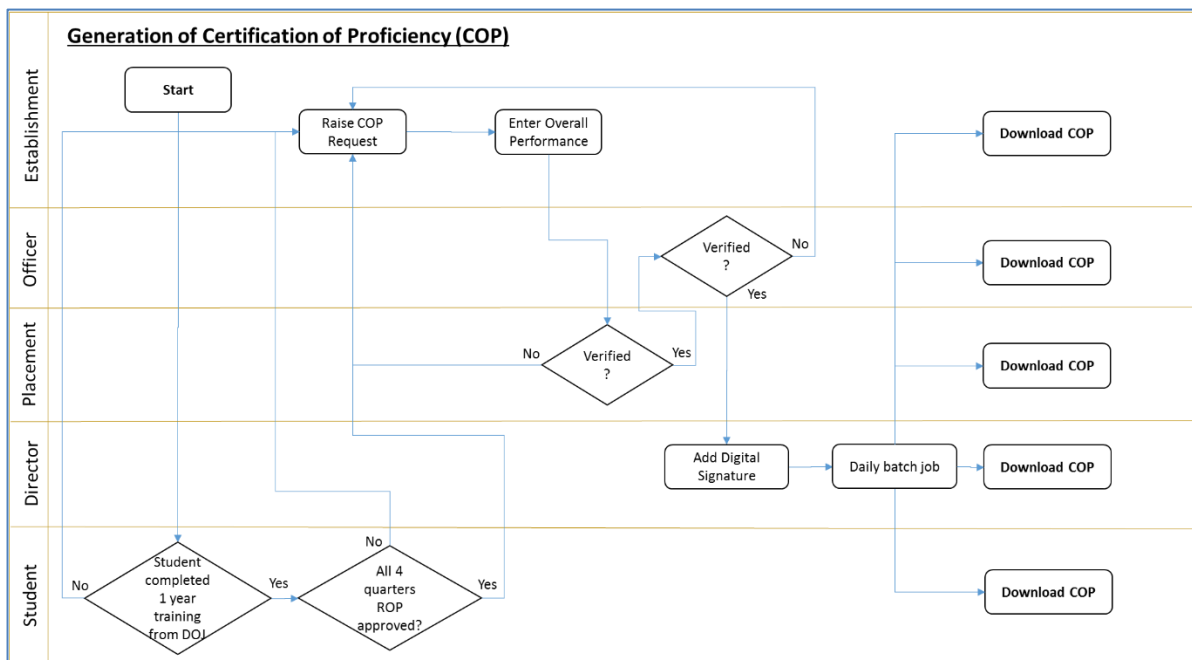 Generation of Certification of Proficiency (COP)
Establishment
Start
Raise COP
Request
Enter Overall
Performance
Download COP
Officer
Verified
?
No
Yes
Download COP
Placement
No
Verified
?
Yes
Download COP
Director
Add Digital
Signature
Daily batch job
Download COP
Student
No
Student
completed
1 year
training
from DOJ
Yes
No
All 4
quarters
ROP
approved?
Yes
Download COP